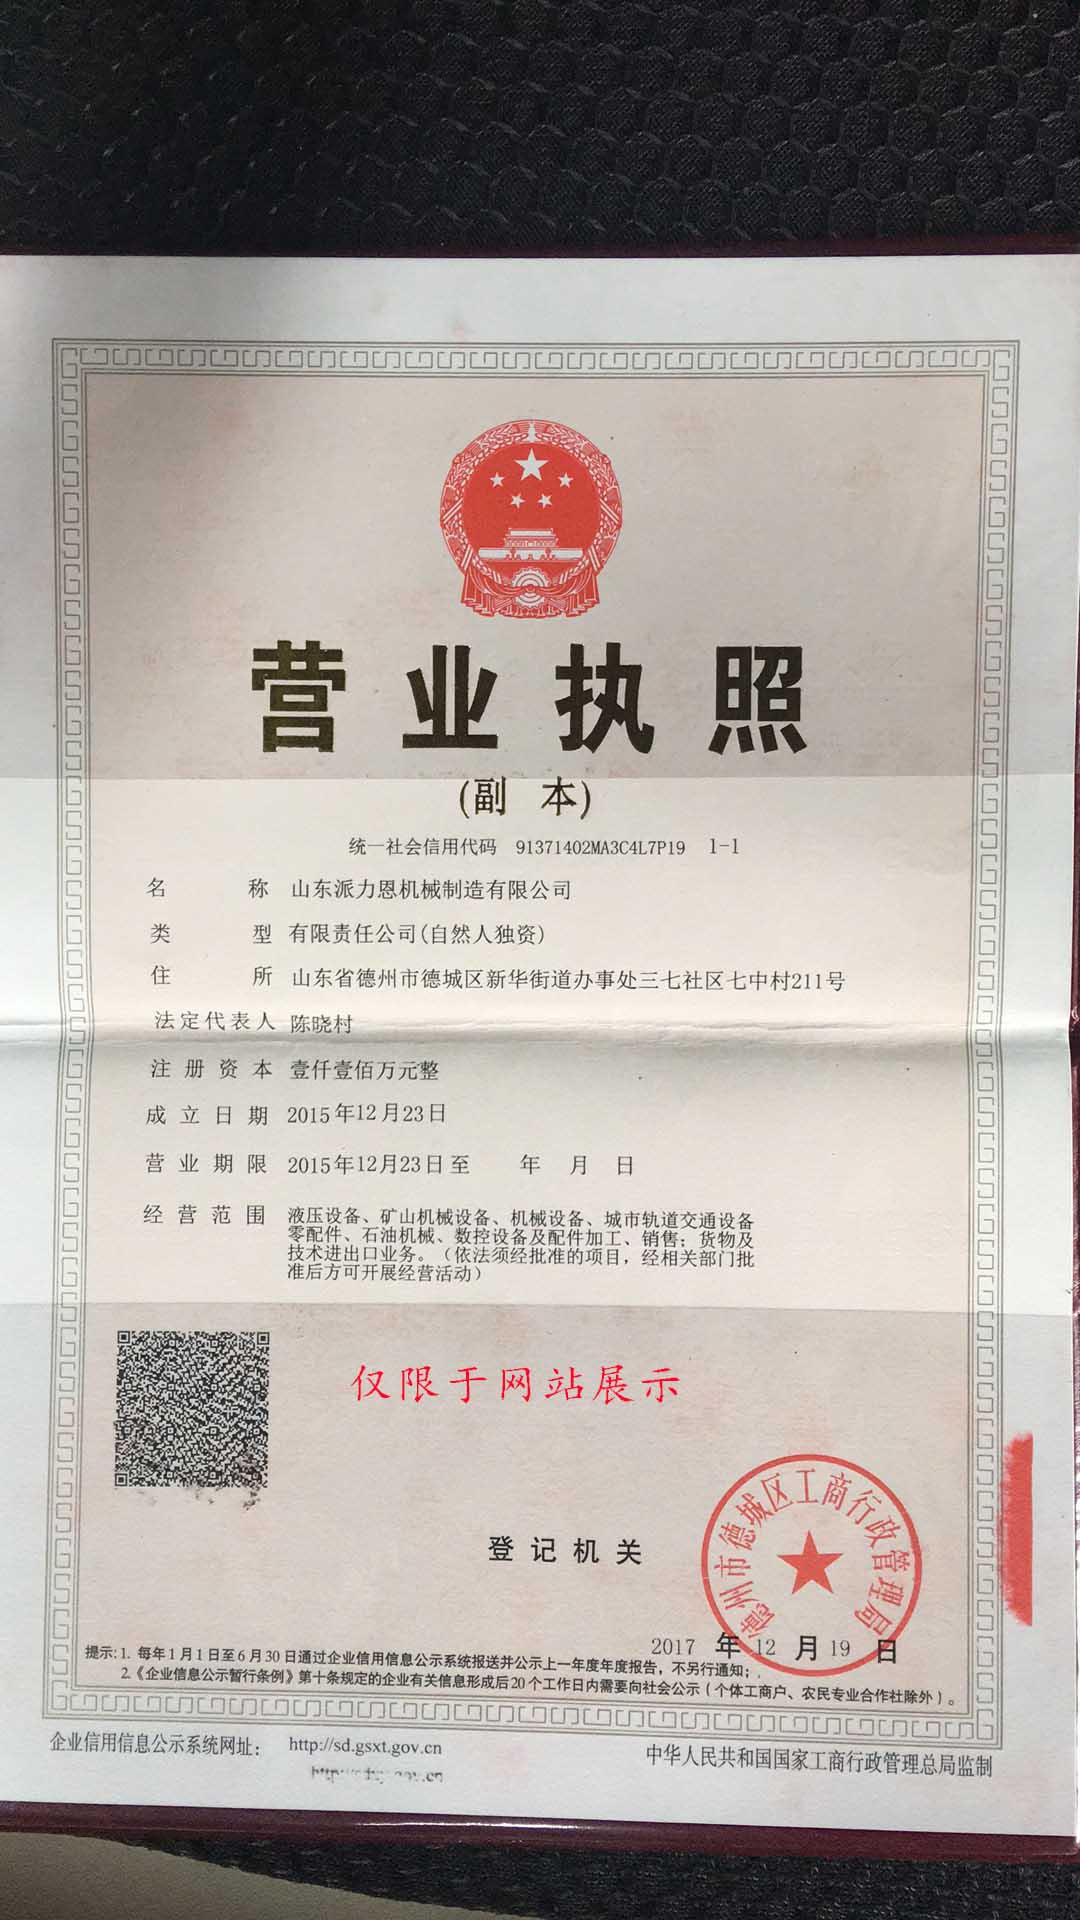 营业执照
(副 本)
统一社会信用代码 91371402MA3C4L7P19 1-1
名 称 山东派力恩机械制造有限公司
类 型 有限责任公司(自然人独资)
住 所 山东省德州市德城区新华街道办事处三七社区七中村211号
法定代表人 陈晓村
注册资本 壹仟壹佰万元整
成立日期 2015年12月23日
营业期限 2015年12月23日至 年 月 日
经营范围 液压设备、矿山机械设备、机械设备、城市轨道交通设备
零配件、石油机械、数控设备及配件加工、销售；货物及
技术进出口业务。（依法须经批准的项目，经相关部门批
准后方可开展经营活动）
仅限于网站展示
登记机关
德州市德城区工商行政管理局
2017 年 12 月 19 日
提示：1. 每年1月1日至6月30日通过企业信用信息公示系统报送并公示上一年度年度报告，不另行通知；
2.《企业信息公示暂行条例》第十条规定的企业有关信息形成后20个工作日内需要向社会公示（个体工商户、农民专业合作社除外）。
企业信用信息公示系统网址： http://sd.gsxt.gov.cn
中华人民共和国国家工商行政管理总局监制